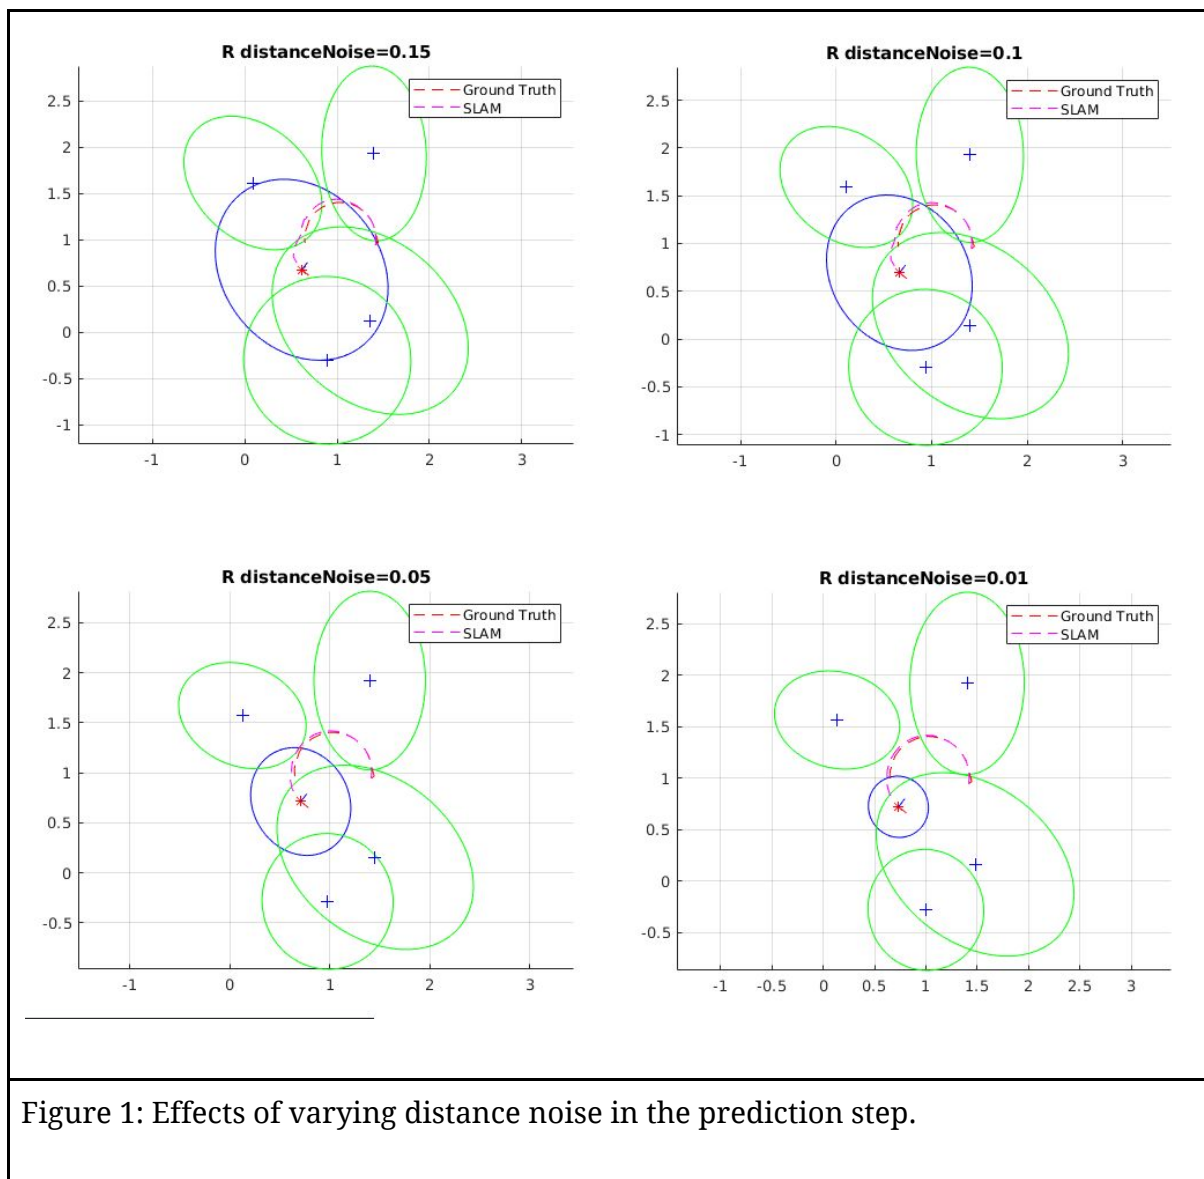 R distanceNoise=0.15
Ground Truth
SLAM
2.5
2
1.5
1
0.5
0
-0.5
-1
-1 0 1 2 3
R distanceNoise=0.1
Ground Truth
SLAM
2.5
2
1.5
1
0.5
0
-0.5
-1
-1 0 1 2 3
R distanceNoise=0.05
Ground Truth
SLAM
2.5
2
1.5
1
0.5
0
-0.5
-1 0 1 2 3
R distanceNoise=0.01
Ground Truth
SLAM
2.5
2
1.5
1
0.5
0
-0.5
-1 -0.5 0 0.5 1 1.5 2 2.5 3
Figure 1: Effects of varying distance noise in the prediction step.